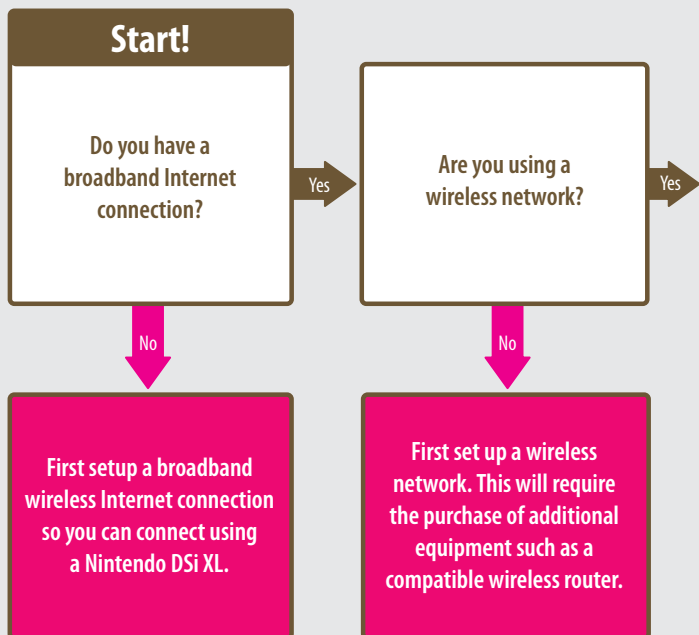 Start!
Do you have a
broadband Internet
connection?
Yes
Are you using a
wireless network?
Yes
No
No
First setup a broadband
wireless Internet connection
so you can connect using
a Nintendo DSi XL.
First set up a wireless
network. This will require
the purchase of additional
equipment such as a
compatible wireless router.